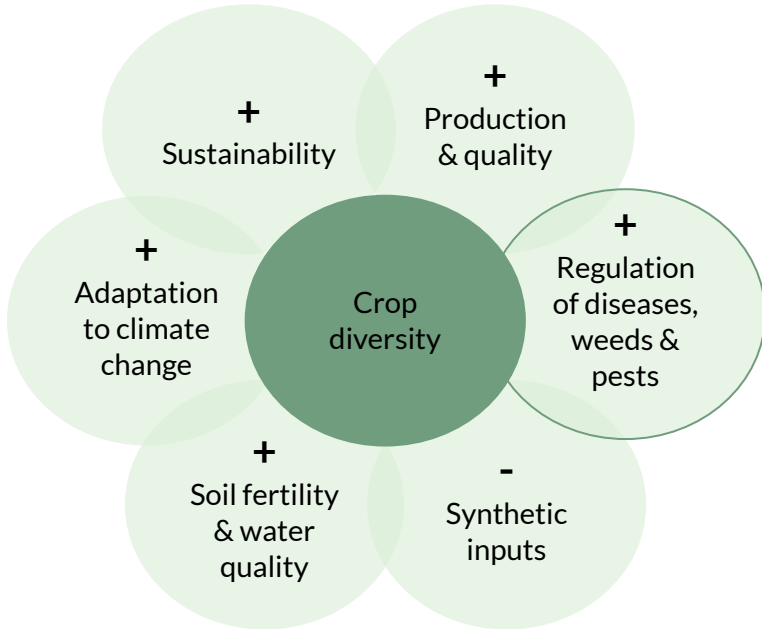 +
Sustainability
+
Production
& quality
+
Adaptation
to climate
change
Crop
diversity
+
Regulation
of diseases,
weeds &
pests
+
Soil fertility
& water
quality
-
Synthetic
inputs